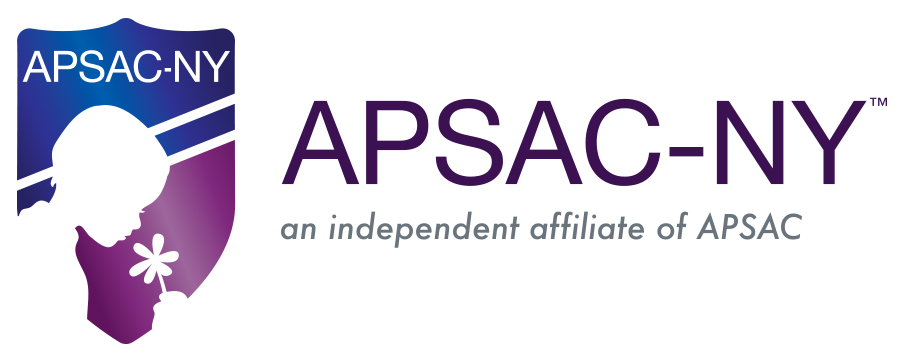 APSAC-NY
APSAC-NY™
an independent affiliate of APSAC